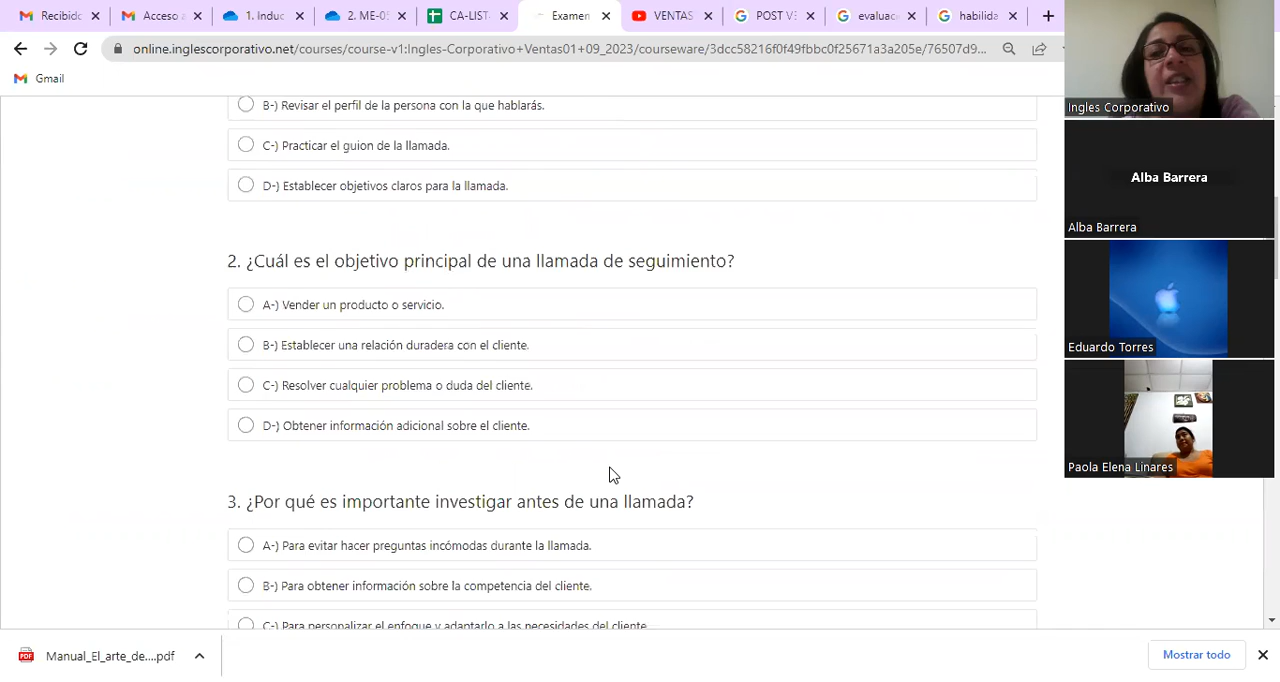 Recibido
Acceso a
1. Induc
2. ME-0
CA-LIST-
Examen
VENTAS
POST VE
evaluac
habilida
online.inglescorporativo.net/courses/course-v1:Ingles-Corporativo+Ventas01+09_2023/courseware/3dcc58216f0f49fbbc0f25671a3a205e/76507d9...
Gmail
B-) Revisar el perfil de la persona con la que hablarás.
C-) Practicar el guion de la llamada.
D-) Establecer objetivos claros para la llamada.
2. ¿Cuál es el objetivo principal de una llamada de seguimiento?
A-) Vender un producto o servicio.
B-) Establecer una relación duradera con el cliente.
C-) Resolver cualquier problema o duda del cliente.
D-) Obtener información adicional sobre el cliente.
3. ¿Por qué es importante investigar antes de una llamada?
A-) Para evitar hacer preguntas incómodas durante la llamada.
B-) Para obtener información sobre la competencia del cliente.
C-) Para personalizar el enfoque y adaptarlo a las necesidades del cliente
Manual_El_arte_de....pdf
Mostrar todo
Ingles Corporativo
Alba Barrera
Alba Barrera
Eduardo Torres
Paola Elena Linares